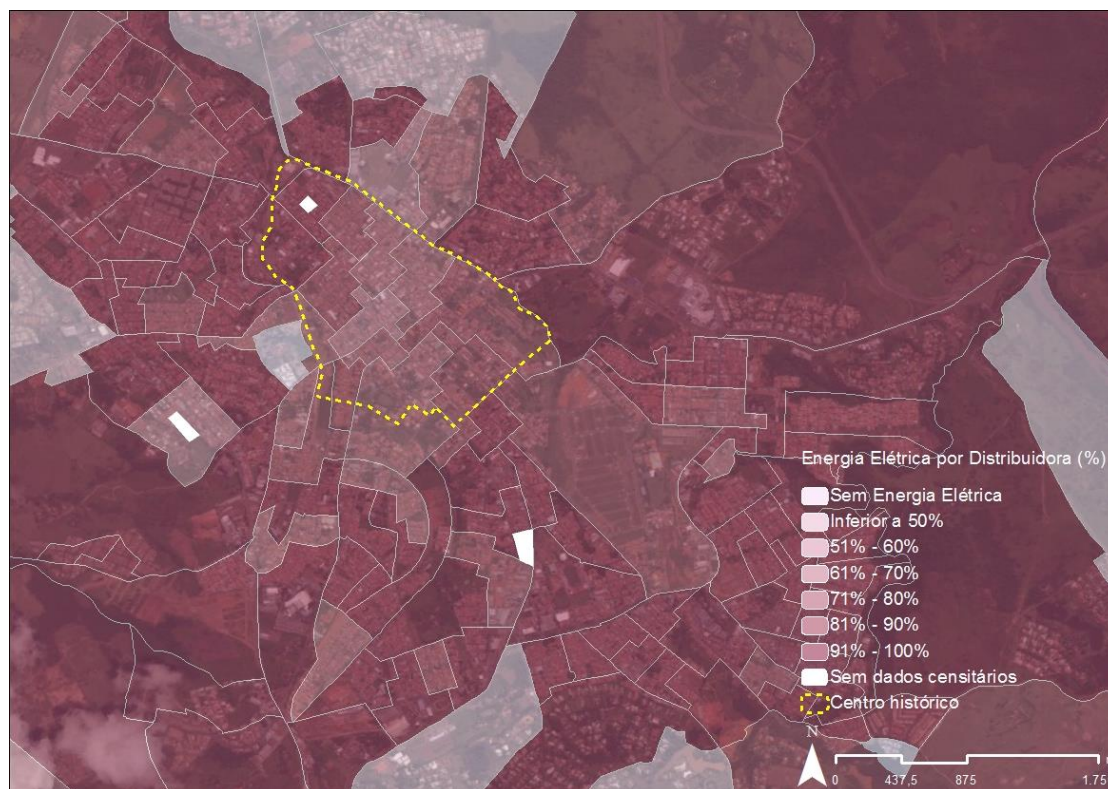 Energia Elétrica por Distribuidora (%)
Sem Energia Elétrica
Inferior a 50%
51% - 60%
61% - 70%
71% - 80%
81% - 90%
91% - 100%
Sem dados censitários
Centro histórico
N
0 437,5 875 1.75